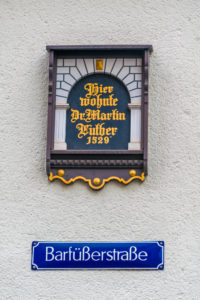 Hier
wohnte
Dr. Martin
Luther
1529
Barfüßerstraße